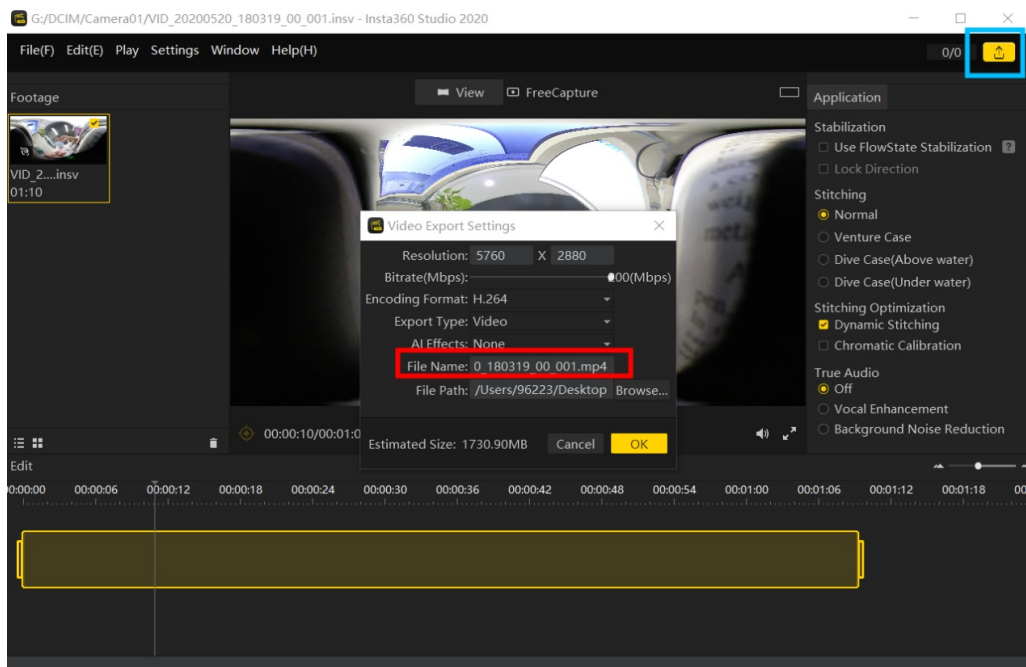 G:/DCIM/Camera01/VID_20200520_180319_00_001.insv - Insta360 Studio 2020
File(F) Edit(E) Play Settings Window Help(H)
0/0
Footage
View FreeCapture
Application
VID_2....insv
01:10
Stabilization
Use FlowState Stabilization ?
Lock Direction
Stitching
Normal
Venture Case
Dive Case(Above water)
Dive Case(Under water)
Stitching Optimization
Dynamic Stitching
Chromatic Calibration
True Audio
Off
Vocal Enhancement
Background Noise Reduction
Video Export Settings
Resolution: 5760 X 2880
Bitrate(Mbps): 00(Mbps)
Encoding Format: H.264
Export Type: Video
AI Effects: None
File Name: 0_180319_00_001.mp4
File Path: /Users/96223/Desktop Browse...
Estimated Size: 1730.90MB Cancel OK
00:00:10/00:01:0
Edit
0:00:00 00:00:06 00:00:12 00:00:18 00:00:24 00:00:30 00:00:36 00:00:42 00:00:48 00:00:54 00:01:00 00:01:06 00:01:12 00:01:18 00